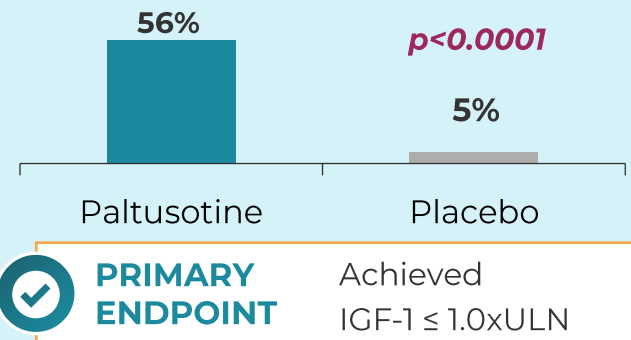 56%
p<0.0001
5%
Paltusotine
Placebo
PRIMARY
ENDPOINT
Achieved
IGF-1 ≤ 1.0xULN